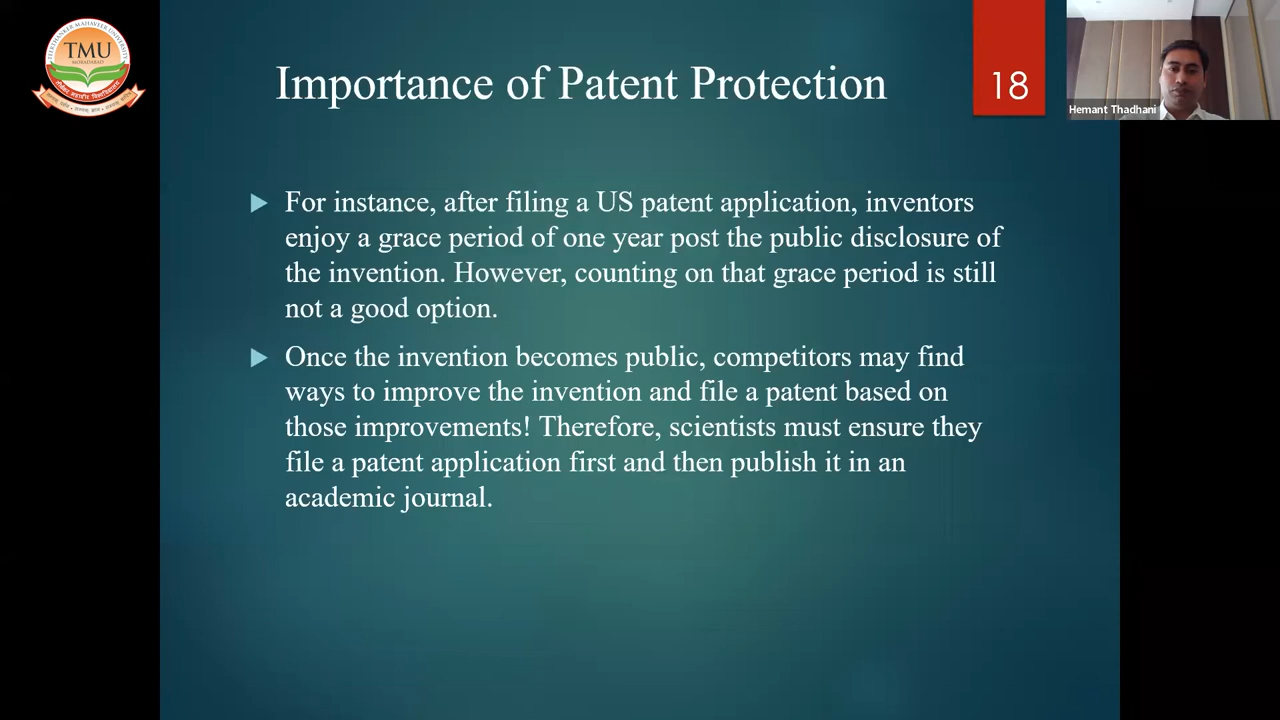 TEERTHANKER MAHAVEER UNIVERSITY
TMU
MORADABAD
Importance of Patent Protection
18
Hemant Thadhani
For instance, after filing a US patent application, inventors
enjoy a grace period of one year post the public disclosure of
the invention. However, counting on that grace period is still
not a good option.
Once the invention becomes public, competitors may find
ways to improve the invention and file a patent based on
those improvements! Therefore, scientists must ensure they
file a patent application first and then publish it in an
academic journal.